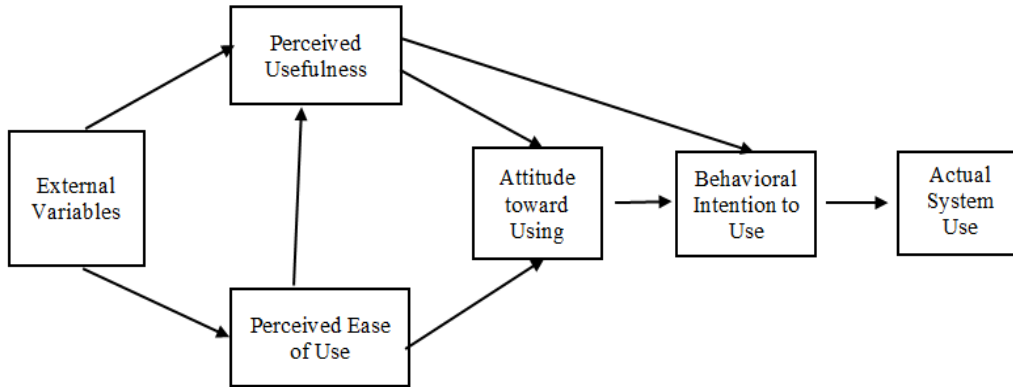 Perceived
Usefulness
External
Variables
Attitude
toward
Using
Behavioral
Intention to
Use
Actual
System
Use
Perceived Ease
of Use